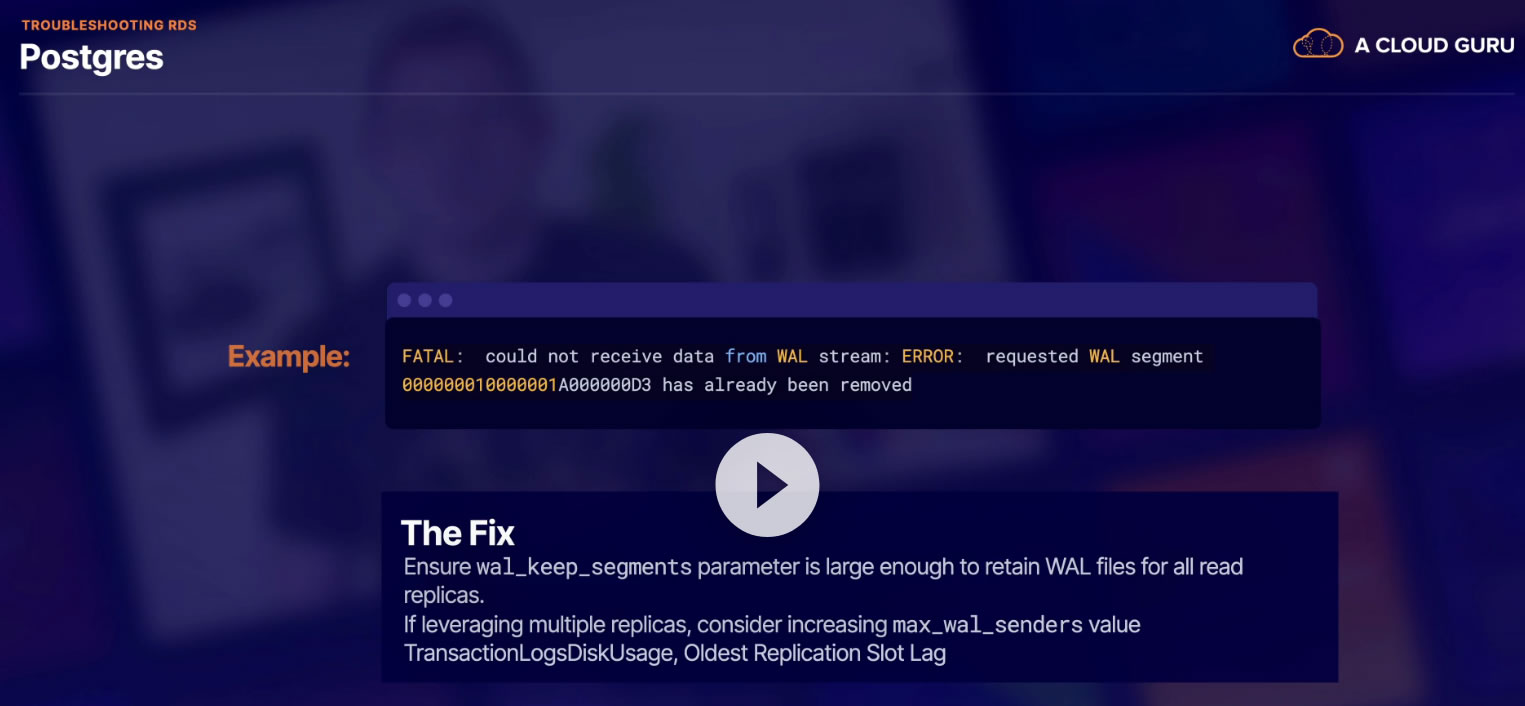 TROUBLESHOOTING RDS
Postgres
A CLOUD GURU
Example:
FATAL:  could not receive data from WAL stream: ERROR:  requested WAL segment
000000010000001A000000D3 has already been removed
The Fix
Ensure wal_keep_segments parameter is large enough to retain WAL files for all read
replicas.
If leveraging multiple replicas, consider increasing max_wal_senders value
TransactionLogsDiskUsage, Oldest Replication Slot Lag